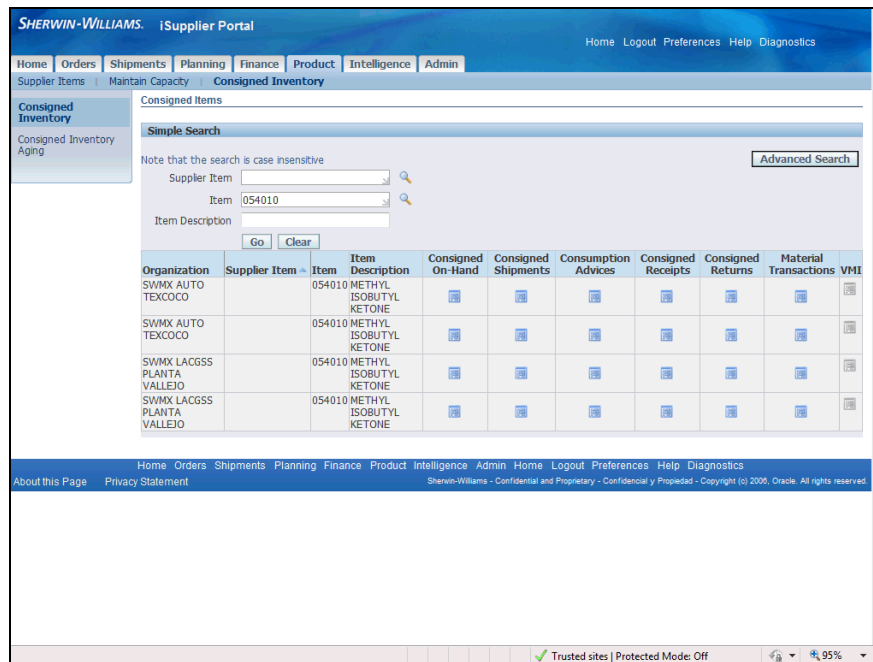 SHERWIN-WILLIAMS. iSupplier Portal
Home Logout Preferences Help Diagnostics
Home Orders Shipments Planning Finance Product Intelligence Admin
Supplier Items | Maintain Capacity | Consigned Inventory
Consigned Inventory
Consigned Inventory Aging
Consigned Items
Simple Search
Note that the search is case insensitive
Advanced Search
Supplier Item
Item 054010
Item Description
Go Clear
Organization Supplier Item Item Item Description Consigned On-Hand Consigned Shipments Consumption Advices Consigned Receipts Consigned Returns Material Transactions VMI
SWMX AUTO TEXCOCO 054010 METHYL ISOBUTYL KETONE
SWMX AUTO TEXCOCO 054010 METHYL ISOBUTYL KETONE
SWMX LACGSS PLANTA VALLEJO 054010 METHYL ISOBUTYL KETONE
SWMX LACGSS PLANTA VALLEJO 054010 METHYL ISOBUTYL KETONE
Home Orders Shipments Planning Finance Product Intelligence Admin Home Logout Preferences Help Diagnostics
About this Page Privacy Statement
Sherwin-Williams - Confidential and Proprietary - Confidencial y Propiedad - Copyright (c) 2006, Oracle. All rights reserved.
Trusted sites | Protected Mode: Off
95%